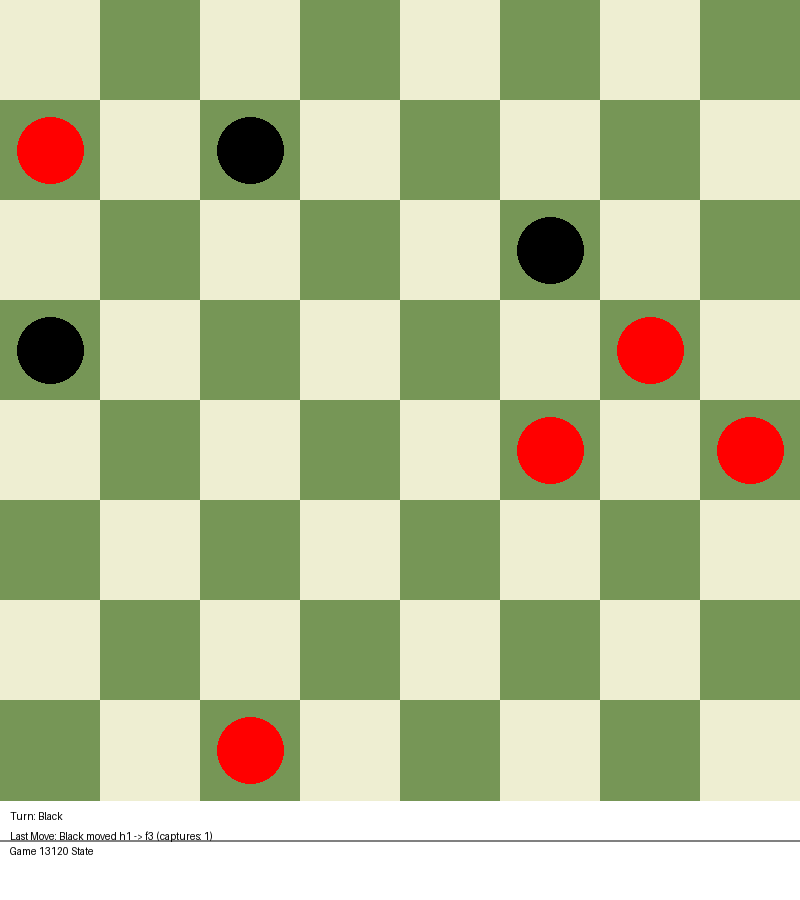 Turn: Black
Last Move: Black moved h1 -> f3 (captures: 1)
Game 13120 State